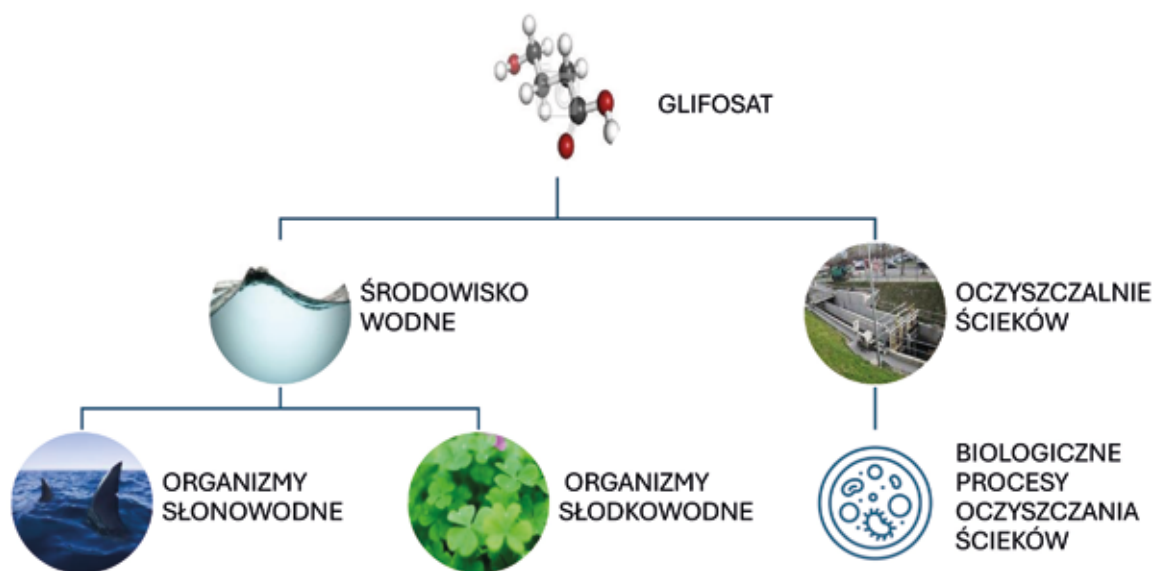 GLIFOSAT
ŚRODOWISKO
WODNE
OCZYSZCZALNIE
ŚCIEKÓW
ORGANIZMY
SŁONOWODNE
ORGANIZMY
SŁODKOWODNE
BIOLOGICZNE
PROCESY
OCZYSZCZANIA
ŚCIEKÓW